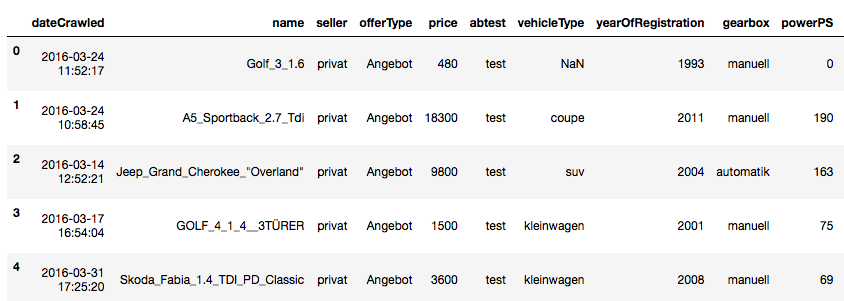 dateCrawled name seller offerType price abtest vehicleType yearOfRegistration gearbox powerPS
0 2016-03-24 11:52:17 Golf_3_1.6 privat Angebot 480 test NaN 1993 manuell 0
1 2016-03-24 10:58:45 A5_Sportback_2.7_Tdi privat Angebot 18300 test coupe 2011 manuell 190
2 2016-03-14 12:52:21 Jeep_Grand_Cherokee_"Overland" privat Angebot 9800 test suv 2004 automatik 163
3 2016-03-17 16:54:04 GOLF_4_1_4__3TÜRER privat Angebot 1500 test kleinwagen 2001 manuell 75
4 2016-03-31 17:25:20 Skoda_Fabia_1.4_TDI_PD_Classic privat Angebot 3600 test kleinwagen 2008 manuell 69